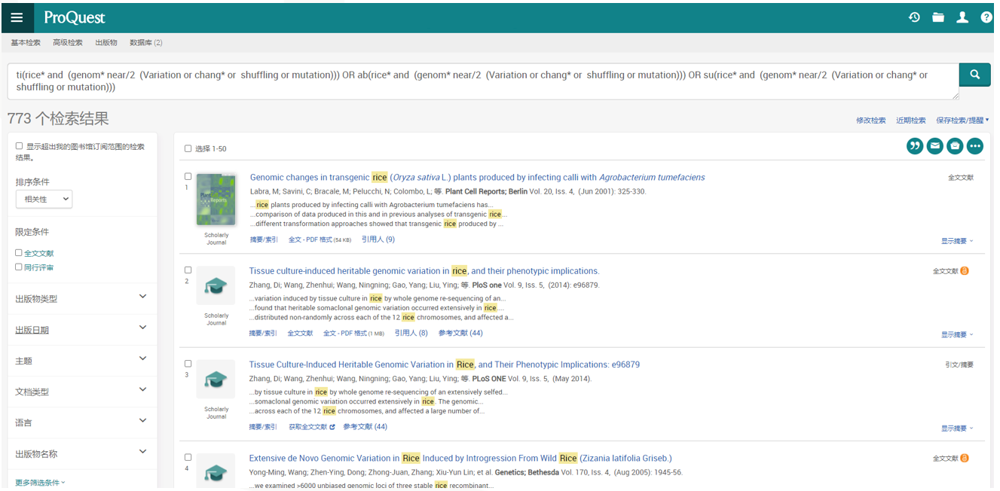 ProQuest
基本检索 高级检索 出版物 数据库 (2)
ti(rice* and (genom* near/2 (Variation or chang* or shuffling or mutation))) OR ab(rice* and (genom* near/2 (Variation or chang* or shuffling or mutation))) OR su(rice* and (genom* near/2 (Variation or chang* or
shuffling or mutation)))
773 个检索结果
修改检索 近期检索 保存检索/提醒
显示超出我的图书馆订阅范围的检索
结果。
排序条件
相关性
限定条件
全文文献
同行评审
出版物类型
出版日期
主题
文档类型
语言
出版物名称
更多筛选条件
选择 1-50
1
Genomic changes in transgenic rice (Oryza sativa L.) plants produced by infecting calli with Agrobacterium tumefaciens
全文文献
Labra, M; Savini, C; Bracale, M; Pelucchi, N; Colombo, L; 等. Plant Cell Reports; Berlin Vol. 20, Iss. 4, (Jun 2001): 325-330.
...rice plants produced by infecting calli with Agrobacterium tumefaciens has...
...comparison of data produced in this and in previous analyses of transgenic rice...
...different transformation approaches showed that transgenic rice produced by ...
Plant Cell
Reports
Scholarly
Journal
摘要/索引 全文 - PDF 格式 (54 KB) 引用人 (9)
显示摘要
2
Tissue culture-induced heritable genomic variation in rice, and their phenotypic implications.
全文文献
Zhang, Di; Wang, Zhenhui; Wang, Ningning; Gao, Yang; Liu, Ying; 等. PloS one Vol. 9, Iss. 5, (2014): e96879.
...variation induced by tissue culture in rice by whole genome re-sequencing of an...
...found that heritable somaclonal genomic variation occurred extensively in rice....
...distributed non-randomly across each of the 12 rice chromosomes, and affected a...
Scholarly
Journal
摘要/索引 全文文献 全文 - PDF 格式 (1 MB) 引用人 (8) 参考文献 (44)
显示摘要
3
Tissue Culture-Induced Heritable Genomic Variation in Rice, and Their Phenotypic Implications: e96879
引文/摘要
Zhang, Di; Wang, Zhenhui; Wang, Ningning; Gao, Yang; Liu, Ying; 等. PLoS ONE Vol. 9, Iss. 5, (May 2014).
...by tissue culture in rice by whole genome re-sequencing of an extensively selfed...
...somaclonal genomic variation occurred extensively in rice. The genomic...
...across each of the 12 rice chromosomes, and affected a large number of...
Scholarly
Journal
摘要/索引 获取全文文献 参考文献 (44)
显示摘要
4
Extensive de Novo Genomic Variation in Rice Induced by Introgression From Wild Rice (Zizania latifolia Griseb.)
全文文献
Yong-Ming, Wang; Zhen-Ying, Dong; Zhong-Juan, Zhang; Xiu-Yun Lin; et al. Genetics; Bethesda Vol. 170, Iss. 4, (Aug 2005): 1945-56.
...we examined >6000 unbiased genomic loci of three stable rice recombinant...